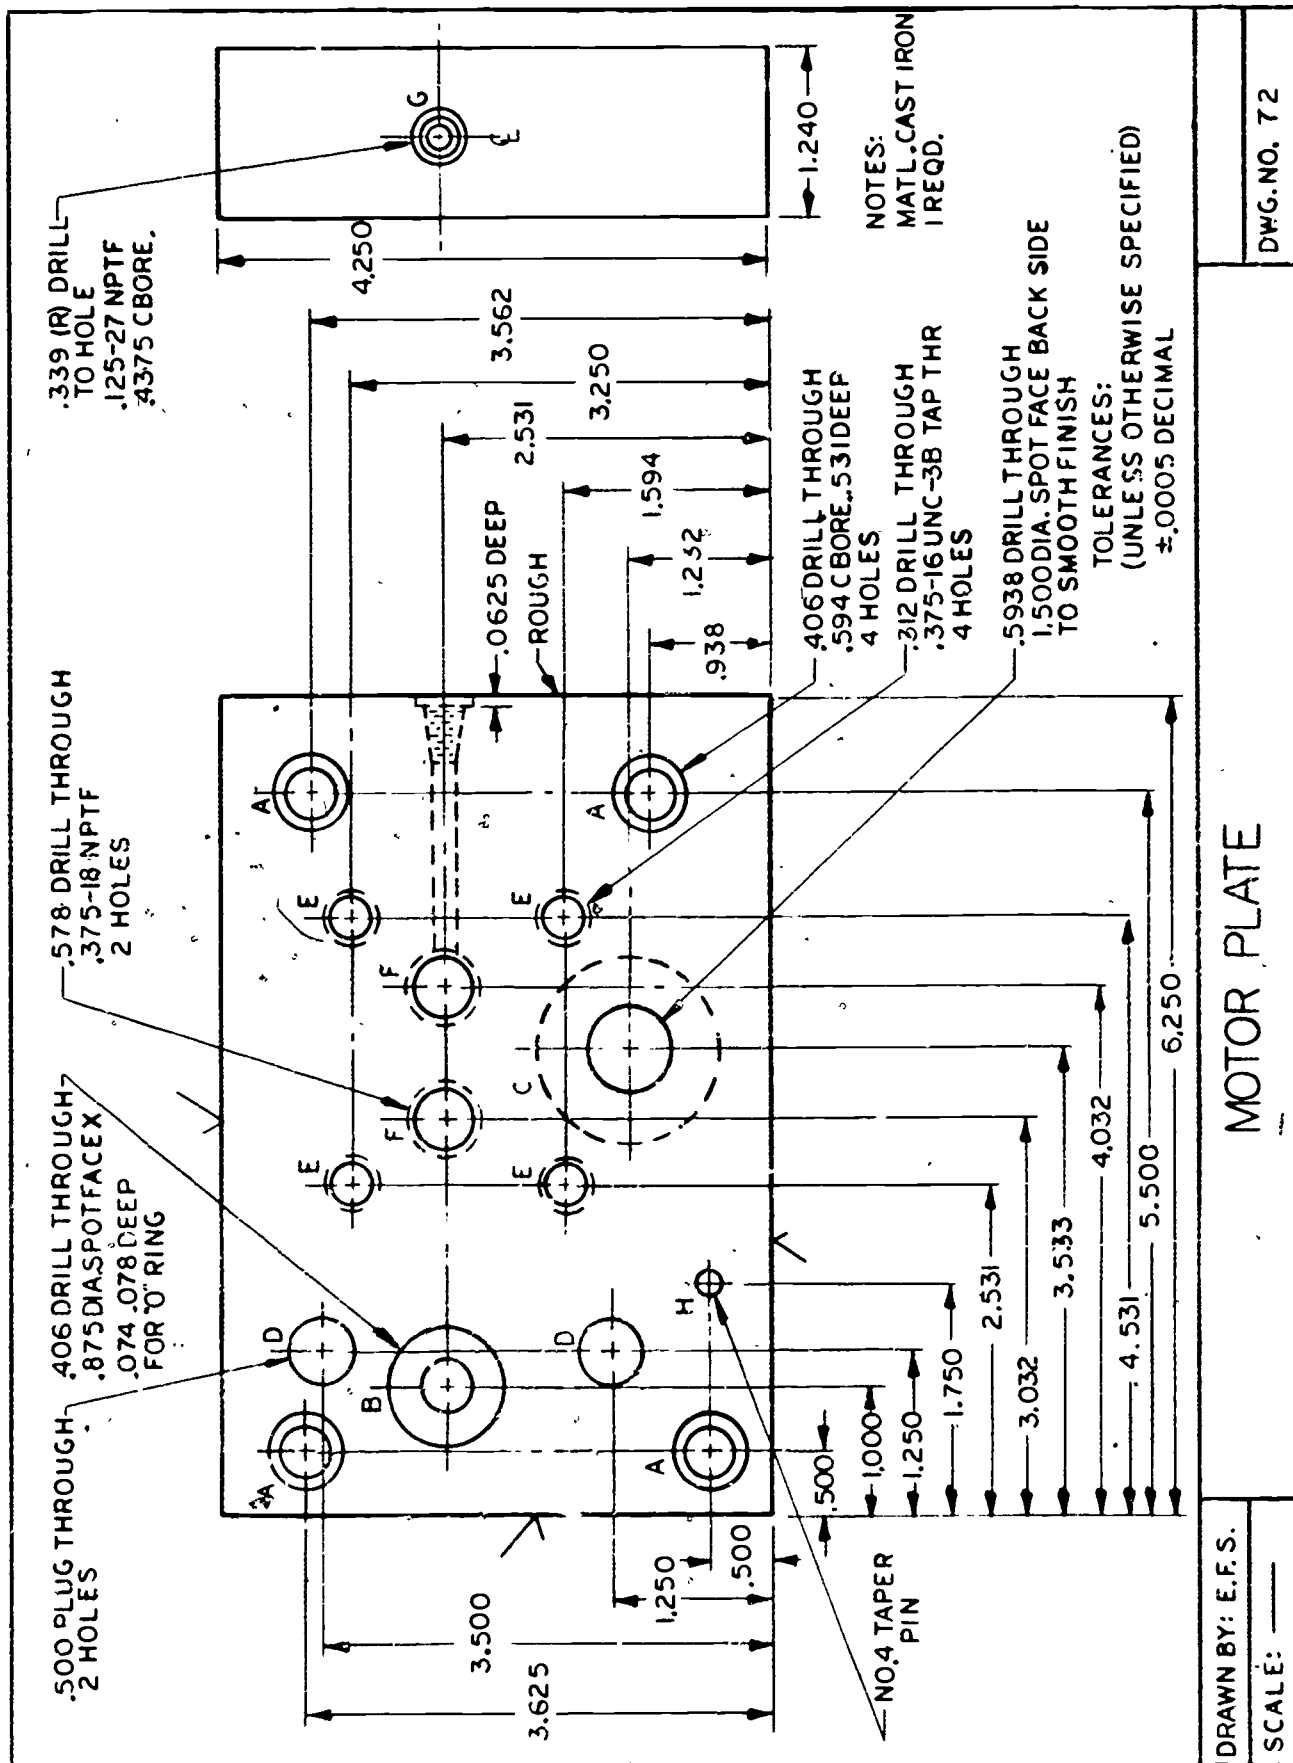 .500 PLUG THROUGH
2 HOLES
.406 DRILL THROUGH
.875 DIA. SPOTFACE X
.074 .078 DEEP
FOR "O" RING
.578 DRILL THROUGH
.375-18 NPTF
2 HOLES
.339 (R) DRILL
TO HOLE
.125-27 NPTF
.4375 CBORE.
A
D
B
D
A
H
E
E
F
F
C
E
E
A
A
G
CL
3.625
3.500
1.250
.500
NO.4 TAPER
PIN
.500
1.000
1.250
1.750
2.531
3.032
3.533
4.032
4.531
5.500
6.250
.0625 DEEP
ROUGH
.938
1.232
1.594
2.531
3.250
3.562
4.250
1.240
.406 DRILL THROUGH
.594 CBORE .531 DEEP
4 HOLES
.312 DRILL THROUGH
.375-16 UNC-3B TAP THR
4 HOLES
.5938 DRILL THROUGH
1.500 DIA. SPOT FACE BACK SIDE
TO SMOOTH FINISH
NOTES:
MATL. CAST IRON
1 REQD.
TOLERANCES:
(UNLESS OTHERWISE SPECIFIED)
±.0005 DECIMAL
DRAWN BY: E.F.S.
SCALE:
MOTOR PLATE
DWG. NO. 72